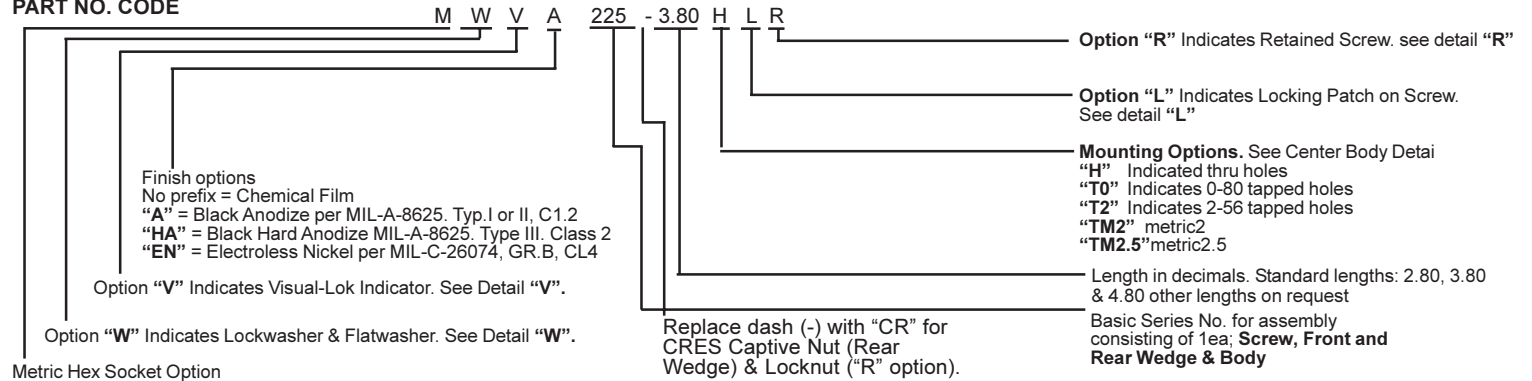 PART NO. CODE
M W V A 225 - 3.80 H L R
Option “R” Indicates Retained Screw. see detail “R”
Option “L” Indicates Locking Patch on Screw.
See detail “L”
Mounting Options. See Center Body Detai
“H” Indicated thru holes
“T0” Indicates 0-80 tapped holes
“T2” Indicates 2-56 tapped holes
“TM2” metric2
“TM2.5”metric2.5
Length in decimals. Standard lengths: 2.80, 3.80
& 4.80 other lengths on request
Basic Series No. for assembly
consisting of 1ea; Screw, Front and
Rear Wedge & Body
Replace dash (-) with “CR” for
CRES Captive Nut (Rear
Wedge) & Locknut (“R” option).
Finish options
No prefix = Chemical Film
“A” = Black Anodize per MIL-A-8625. Typ.I or II, C1.2
“HA” = Black Hard Anodize MIL-A-8625. Type III. Class 2
“EN” = Electroless Nickel per MIL-C-26074, GR.B, CL4
Option “V” Indicates Visual-Lok Indicator. See Detail “V”.
Option “W” Indicates Lockwasher & Flatwasher. See Detail “W”.
Metric Hex Socket Option